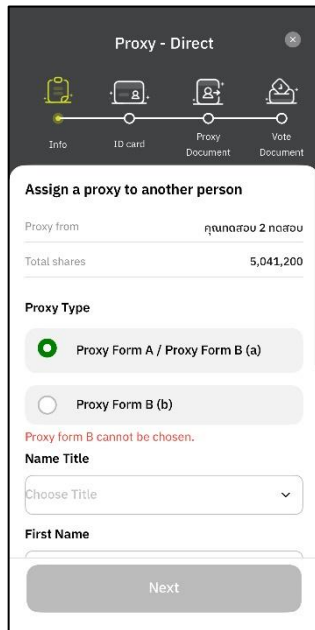 Proxy - Direct
Info
ID card
Proxy
Document
Vote
Document
Assign a proxy to another person
Proxy from
คุณทดสอบ 2 ทดสอบ
Total shares
5,041,200
Proxy Type
Proxy Form A / Proxy Form B (a)
Proxy Form B (b)
Proxy form B cannot be chosen.
Name Title
Choose Title
First Name
Next